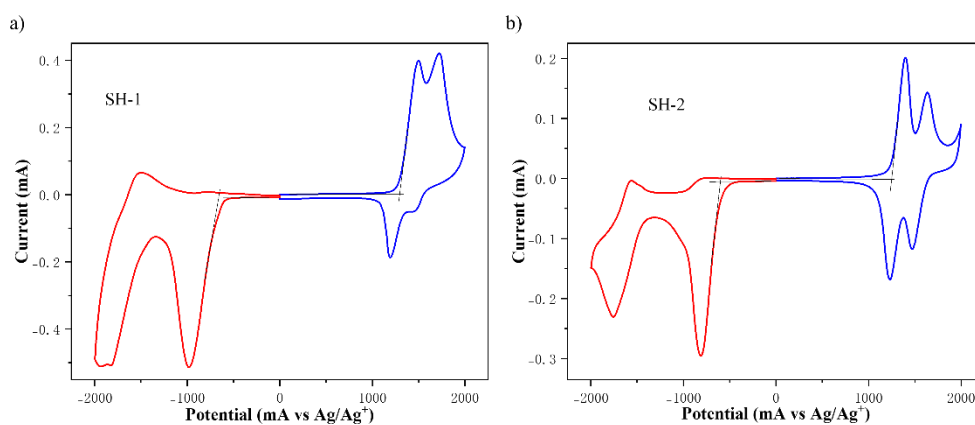 a)
SH-1
0.4
0.2
0.0
-0.2
-0.4
Current (mA)
-2000 -1000 0 1000 2000
Potential (mA vs Ag/Ag⁺)
b)
SH-2
0.2
0.1
0.0
-0.1
-0.2
-0.3
Current (mA)
-2000 -1000 0 1000 2000
Potential (mA vs Ag/Ag⁺)